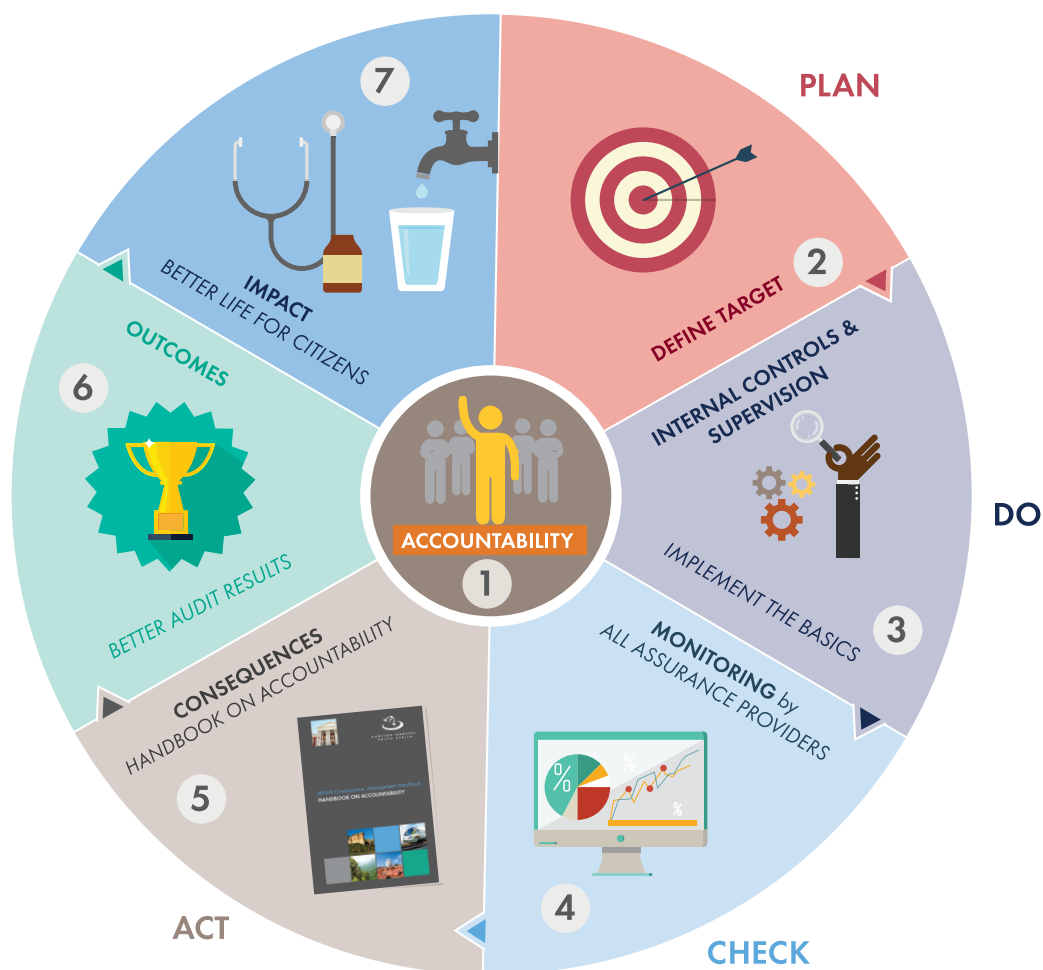 PLAN
2
DEFINE TARGET
INTERNAL CONTROLS &
SUPERVISION
IMPLEMENT THE BASICS
3
DO
MONITORING by
ALL ASSURANCE PROVIDERS
%
%
%
4
CHECK
CONSEQUENCES
HANDBOOK ON ACCOUNTABILITY
5
HANDBOOK ON ACCOUNTABILITY
ACT
OUTCOMES
6
BETTER AUDIT RESULTS
7
IMPACT
BETTER LIFE FOR CITIZENS
ACCOUNTABILITY
1